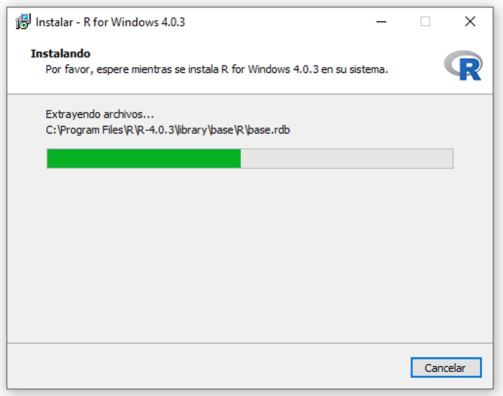 Instalar - R for Windows 4.0.3
Instalando
Por favor, espere mientras se instala R for Windows 4.0.3 en su sistema.
R
Extrayendo archivos...
C:\Program Files\R\R-4.0.3\library\base\R\base.rdb
Cancelar